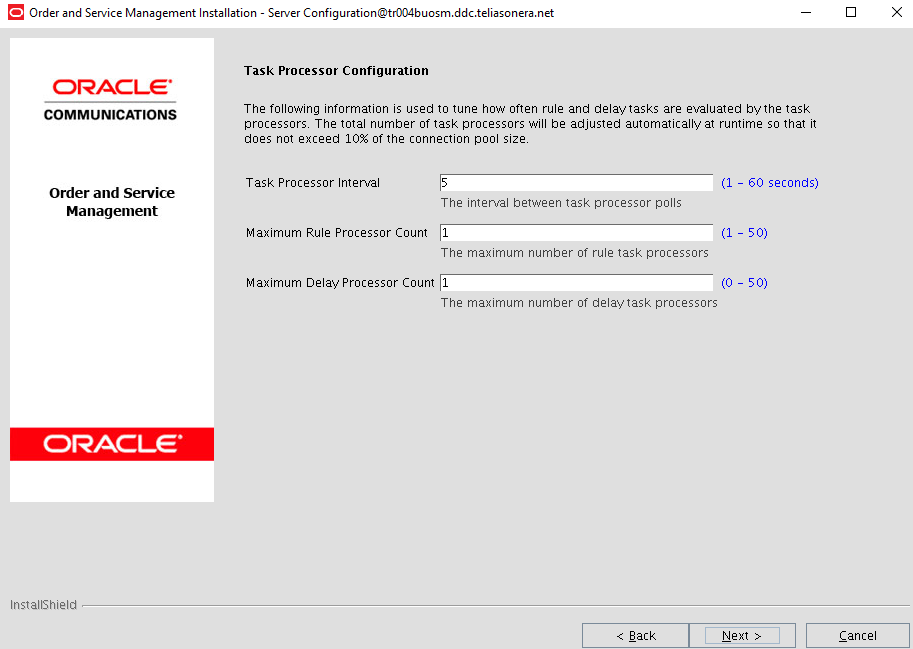 Order and Service Management Installation - Server Configuration@tr004buosm.ddc.teliasonera.net
ORACLE
COMMUNICATIONS
Order and Service
Management
ORACLE
Task Processor Configuration
The following information is used to tune how often rule and delay tasks are evaluated by the task
processors. The total number of task processors will be adjusted automatically at runtime so that it
does not exceed 10% of the connection pool size.
Task Processor Interval 5 (1 - 60 seconds)
The interval between task processor polls
Maximum Rule Processor Count 1 (1 - 50)
The maximum number of rule task processors
Maximum Delay Processor Count 1 (0 - 50)
The maximum number of delay task processors
InstallShield
< Back Next > Cancel